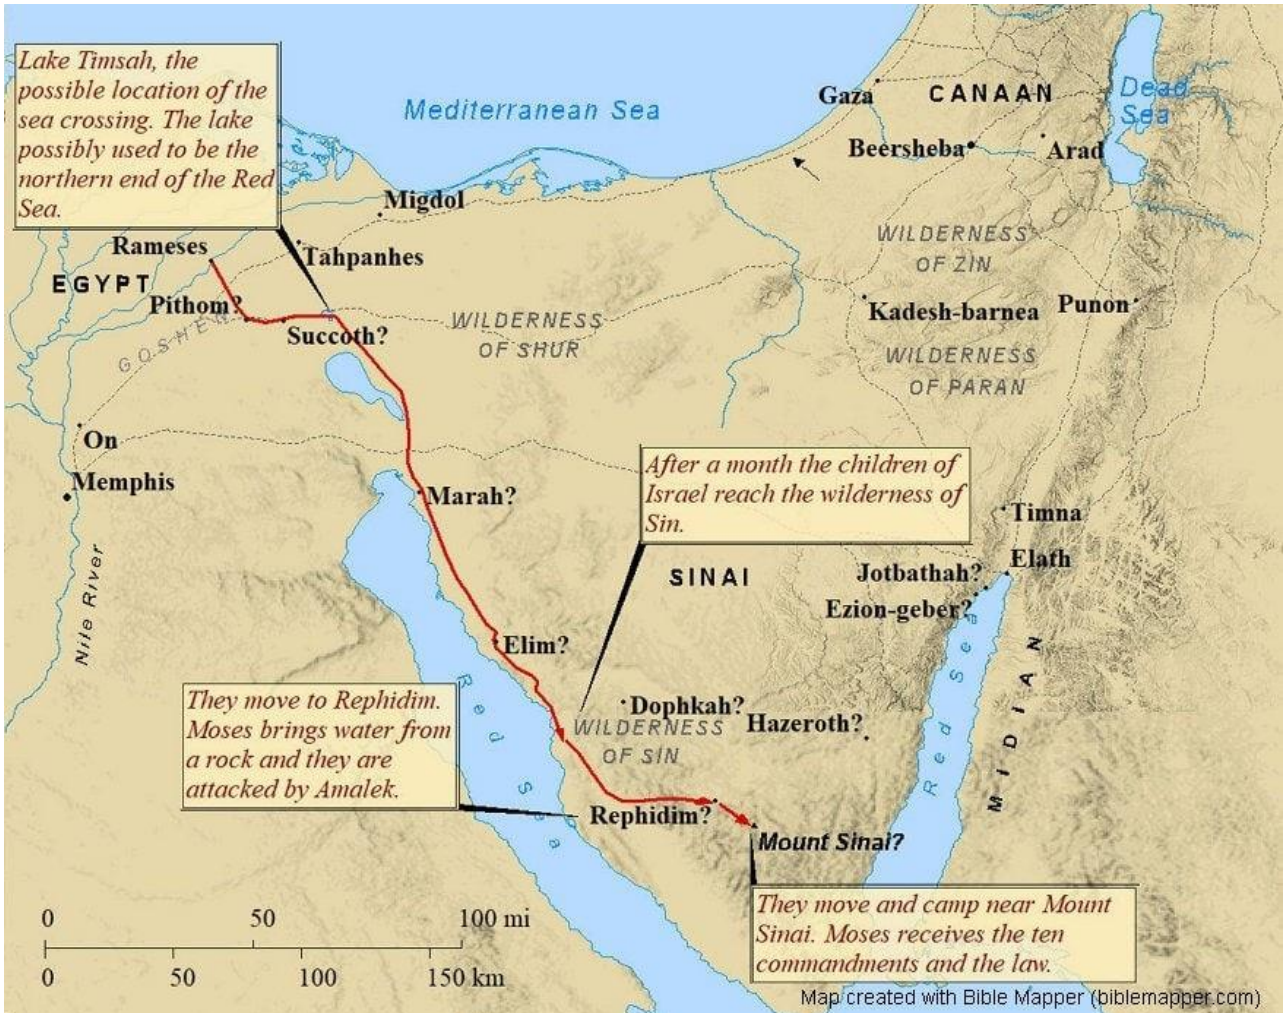 Lake Timsah, the
possible location of the
sea crossing. The lake
possibly used to be the
northern end of the Red
Sea.
Mediterranean Sea
Gaza
CANAAN
Dead
Sea
Beersheba
Arad
Migdol
Rameses
Tahpanhes
EGYPT
WILDERNESS
OF ZIN
Pithom?
Succoth?
GOSHEN
WILDERNESS
OF SHUR
Kadesh-barnea
Punon
WILDERNESS
OF PARAN
On
Memphis
Marah?
After a month the children of
Israel reach the wilderness of
Sin.
Timna
Elath
Jotbathah?
Ezion-geber?
SINAI
Nile River
Elim?
Red Sea
MIDIAN
They move to Rephidim.
Moses brings water from
a rock and they are
attacked by Amalek.
Dophkah?
Hazeroth?
WILDERNESS
OF SIN
Red Sea
Rephidim?
Mount Sinai?
They move and camp near Mount
Sinai. Moses receives the ten
commandments and the law.
0 50 100 mi
0 50 100 150 km
Map created with Bible Mapper (biblemapper.com)